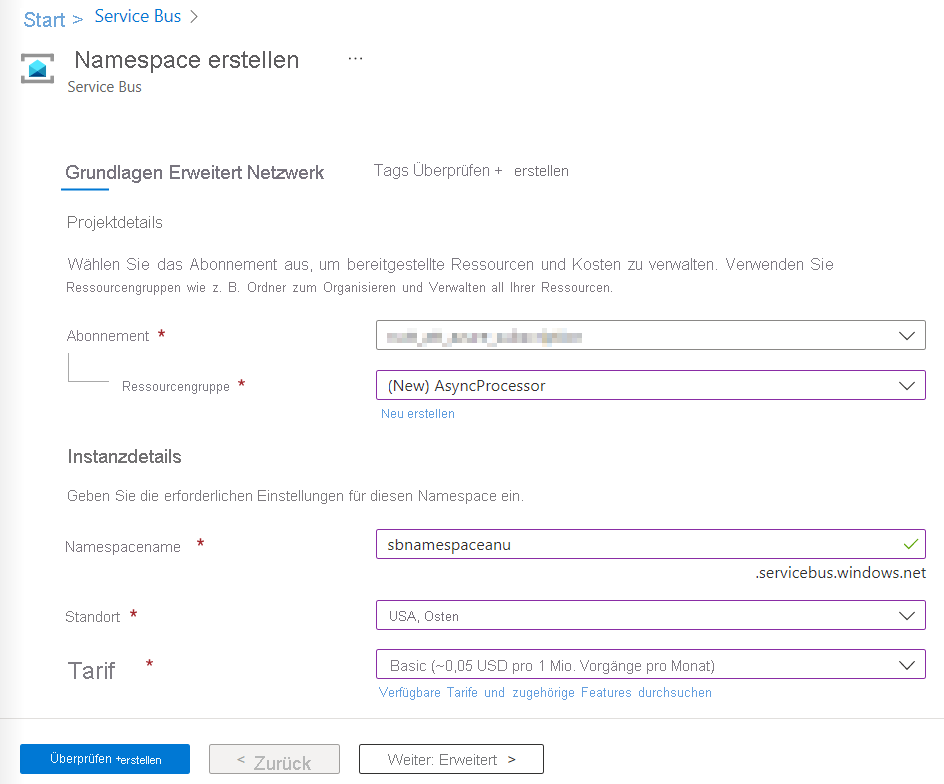 Start > Service Bus >
Namespace erstellen ...
Service Bus
Grundlagen Erweitert Netzwerk Tags Überprüfen + erstellen
Projektdetails
Wählen Sie das Abonnement aus, um bereitgestellte Ressourcen und Kosten zu verwalten. Verwenden Sie
Ressourcengruppen wie z. B. Ordner zum Organisieren und Verwalten all Ihrer Ressourcen.
Abonnement *
Ressourcengruppe * (New) AsyncProcessor
Neu erstellen
Instanzdetails
Geben Sie die erforderlichen Einstellungen für diesen Namespace ein.
Namespacename * sbnamespaceanu
.servicebus.windows.net
Standort * USA, Osten
Tarif * Basic (~0,05 USD pro 1 Mio. Vorgänge pro Monat)
Verfügbare Tarife und zugehörige Features durchsuchen
Überprüfen +erstellen < Zurück Weiter: Erweitert >